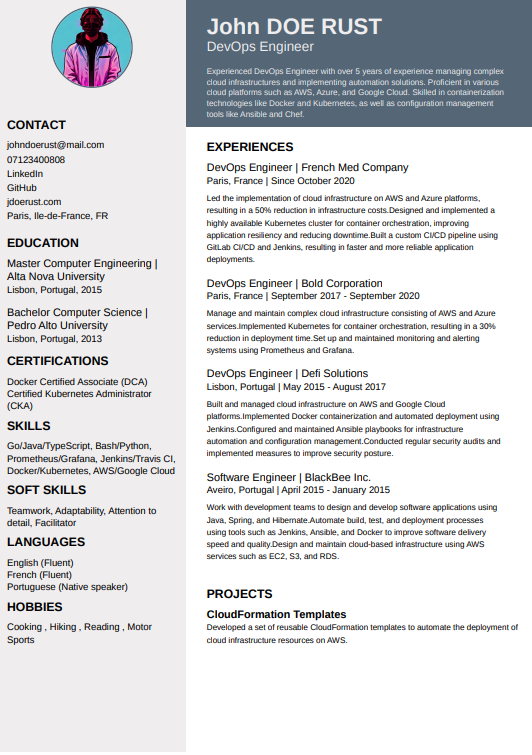 John DOE RUST
DevOps Engineer
Experienced DevOps Engineer with over 5 years of experience managing complex
cloud infrastructures and implementing automation solutions. Proficient in various
cloud platforms such as AWS, Azure, and Google Cloud. Skilled in containerization
technologies like Docker and Kubernetes, as well as configuration management
tools like Ansible and Chef.
CONTACT
johndoerust@mail.com
07123400808
LinkedIn
GitHub
jdoerust.com
Paris, Ile-de-France, FR
EDUCATION
Master Computer Engineering |
Alta Nova University
Lisbon, Portugal, 2015
Bachelor Computer Science |
Pedro Alto University
Lisbon, Portugal, 2013
CERTIFICATIONS
Docker Certified Associate (DCA)
Certified Kubernetes Administrator
(CKA)
SKILLS
Go/Java/TypeScript, Bash/Python,
Prometheus/Grafana, Jenkins/Travis CI,
Docker/Kubernetes, AWS/Google Cloud
SOFT SKILLS
Teamwork, Adaptability, Attention to
detail, Facilitator
LANGUAGES
English (Fluent)
French (Fluent)
Portuguese (Native speaker)
HOBBIES
Cooking , Hiking , Reading , Motor
Sports
EXPERIENCES
DevOps Engineer | French Med Company
Paris, France | Since October 2020
Led the implementation of cloud infrastructure on AWS and Azure platforms,
resulting in a 50% reduction in infrastructure costs.Designed and implemented a
highly available Kubernetes cluster for container orchestration, improving
application resiliency and reducing downtime.Built a custom CI/CD pipeline using
GitLab CI/CD and Jenkins, resulting in faster and more reliable application
deployments.
DevOps Engineer | Bold Corporation
Paris, France | September 2017 - September 2020
Manage and maintain complex cloud infrastructure consisting of AWS and Azure
services.Implemented Kubernetes for container orchestration, resulting in a 30%
reduction in deployment time.Set up and maintained monitoring and alerting
systems using Prometheus and Grafana.
DevOps Engineer | Defi Solutions
Lisbon, Portugal | May 2015 - August 2017
Built and managed cloud infrastructure on AWS and Google Cloud
platforms.Implemented Docker containerization and automated deployment using
Jenkins.Configured and maintained Ansible playbooks for infrastructure
automation and configuration management.Conducted regular security audits and
implemented measures to improve security posture.
Software Engineer | BlackBee Inc.
Aveiro, Portugal | April 2015 - January 2015
Work with development teams to design and develop software applications using
Java, Spring, and Hibernate.Automate build, test, and deployment processes
using tools such as Jenkins, Ansible, and Docker to improve software delivery
speed and quality.Design and maintain cloud-based infrastructure using AWS
services such as EC2, S3, and RDS.
PROJECTS
CloudFormation Templates
Developed a set of reusable CloudFormation templates to automate the deployment of
cloud infrastructure resources on AWS.